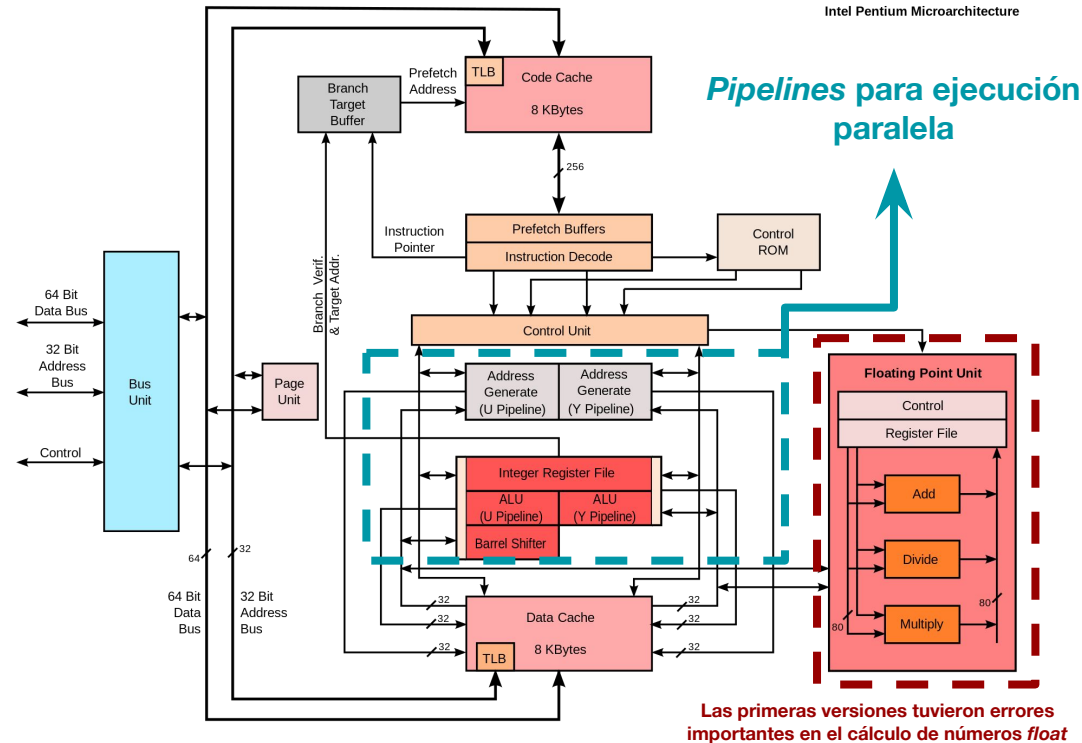 Intel Pentium Microarchitecture
Pipelines para ejecución
paralela
TLB
Code Cache
8 KBytes
Prefetch
Address
Branch
Target
Buffer
256
Instruction
Pointer
Prefetch Buffers
Instruction Decode
Control
ROM
Branch Verif.
& Target Addr.
Control Unit
64 Bit
Data Bus
32 Bit
Address
Bus
Control
Bus
Unit
Page
Unit
Address
Generate
(U Pipeline)
Address
Generate
(Y Pipeline)
Integer Register File
ALU
(U Pipeline)
ALU
(Y Pipeline)
Barrel Shifter
Floating Point Unit
Control
Register File
Add
Divide
Multiply
80
80
64
32
64 Bit
Data
Bus
32 Bit
Address
Bus
32
32
32
32
32
32
Data Cache
8 KBytes
TLB
Las primeras versiones tuvieron errores
importantes en el cálculo de números float